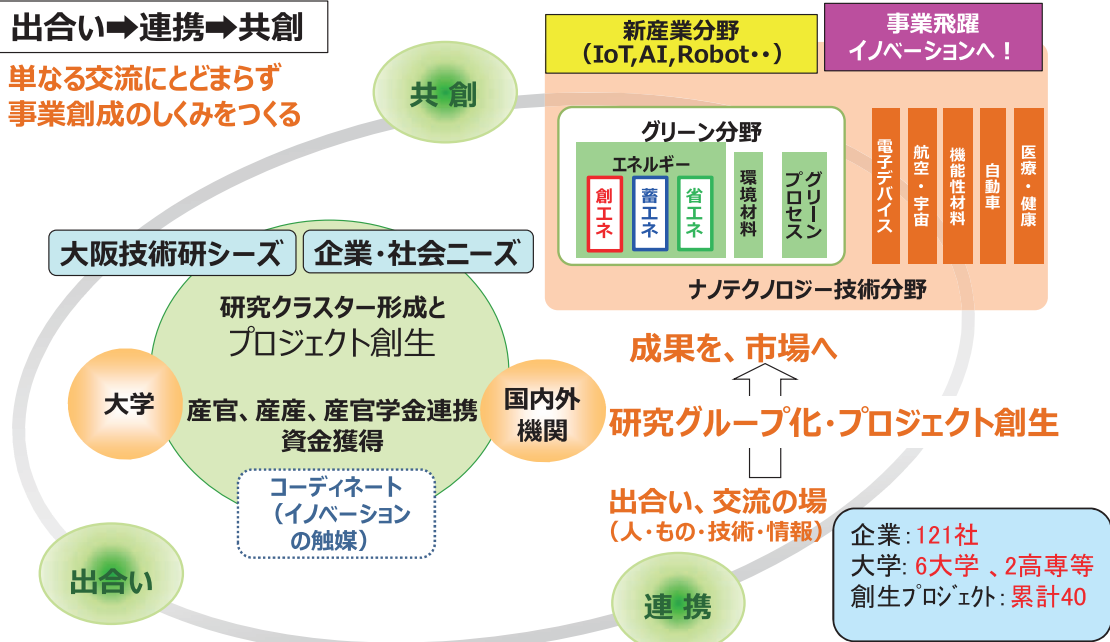 出合い➡連携➡共創
単なる交流にとどまらず
事業創成のしくみをつくる
共創
新産業分野
（IoT,AI,Robot･･）
事業飛躍
イノベーションへ！
グリーン分野
エネルギー
創エネ
蓄エネ
省エネ
環境材料
グリーン
プロセス
電子デバイス
航空・宇宙
機能性材料
自動車
医療・健康
ナノテクノロジー技術分野
大阪技術研シーズ
企業・社会ニーズ
研究クラスター形成と
プロジェクト創生
大学
産官、産産、産官学金連携
資金獲得
国内外
機関
コーディネート
（イノベーション
の触媒）
成果を、市場へ
研究グループ化・プロジェクト創生
出合い、交流の場
（人・もの・技術・情報）
出合い
連携
企業：121社
大学：6大学 、2高専等
創生ﾌﾟﾛｼﾞｪｸﾄ：累計40